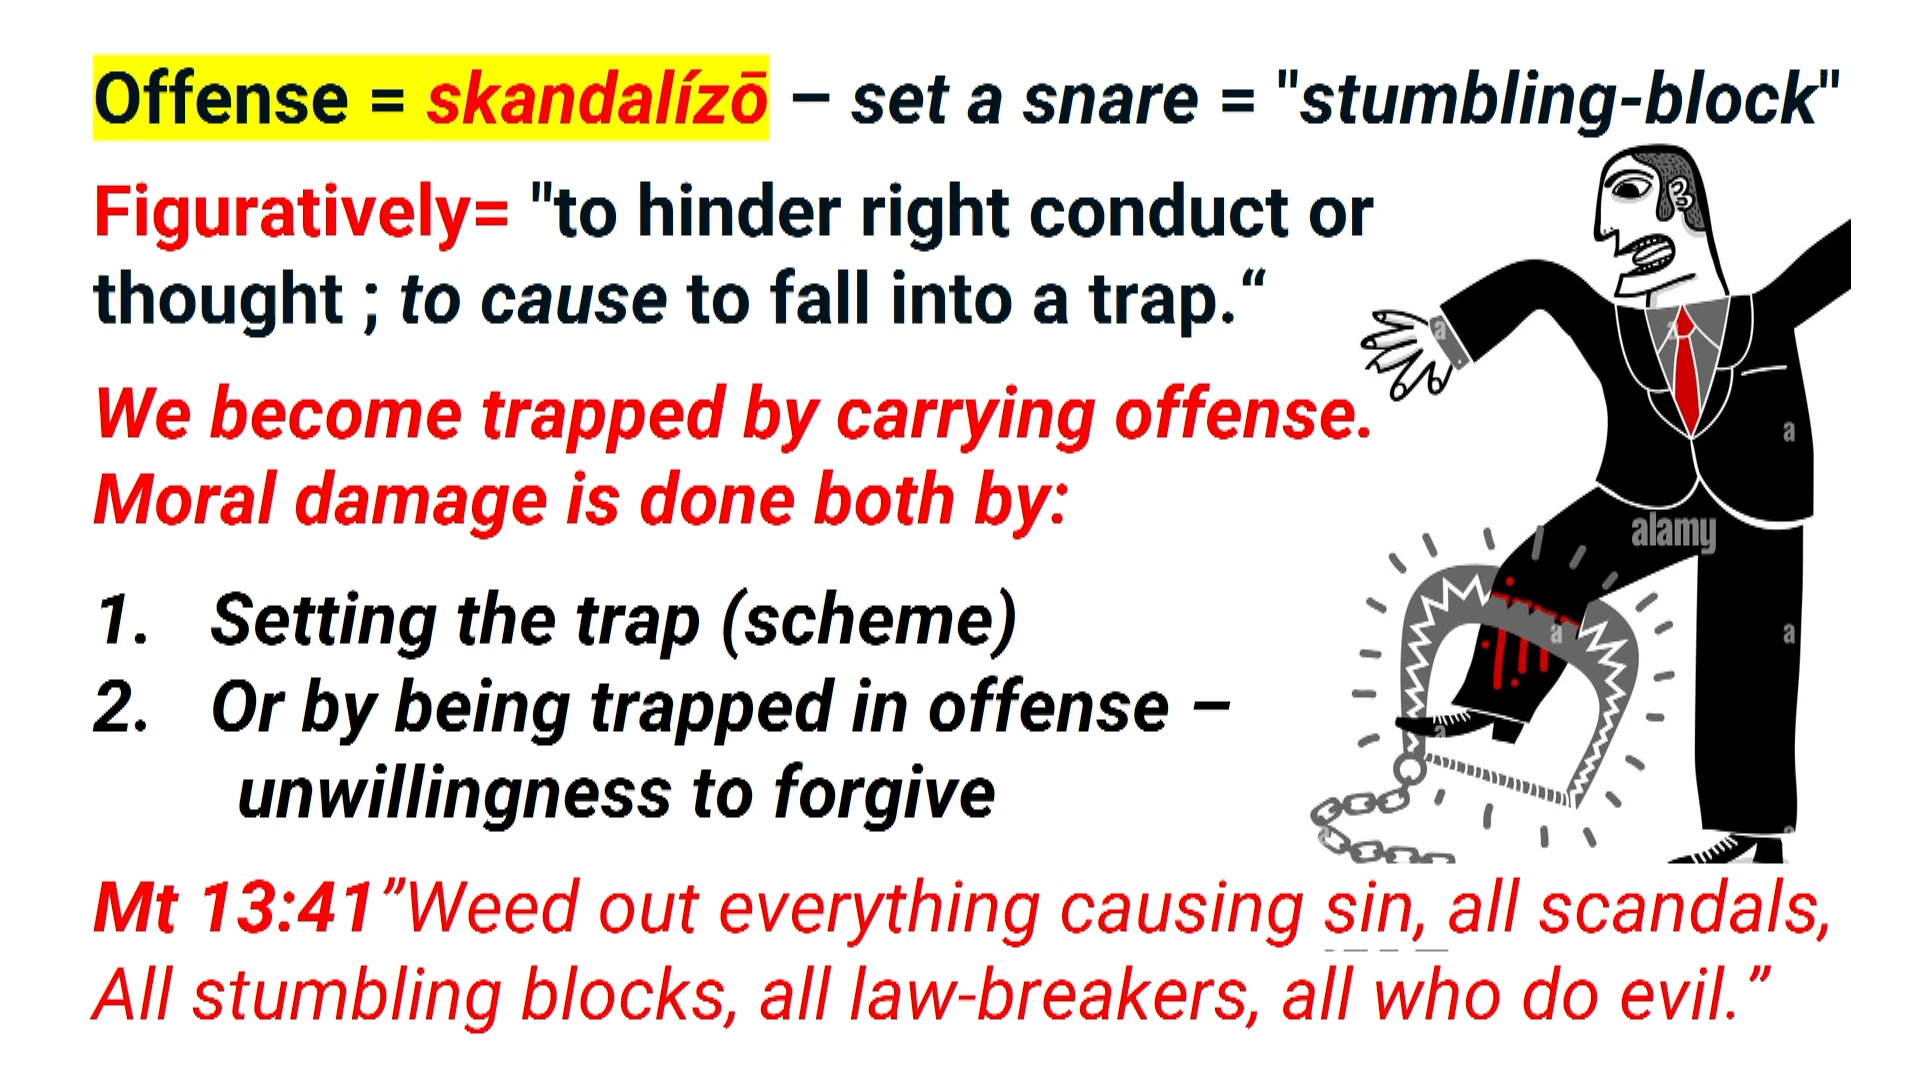 Offense = skandalízō – set a snare = "stumbling-block"
Figuratively= "to hinder right conduct or
thought ; to cause to fall into a trap.“
We become trapped by carrying offense.
Moral damage is done both by:
1. Setting the trap (scheme)
2. Or by being trapped in offense –
unwillingness to forgive
Mt 13:41”Weed out everything causing sin, all scandals,
All stumbling blocks, all law-breakers, all who do evil.”
alamy
a
a
a
a
a
a
a
a